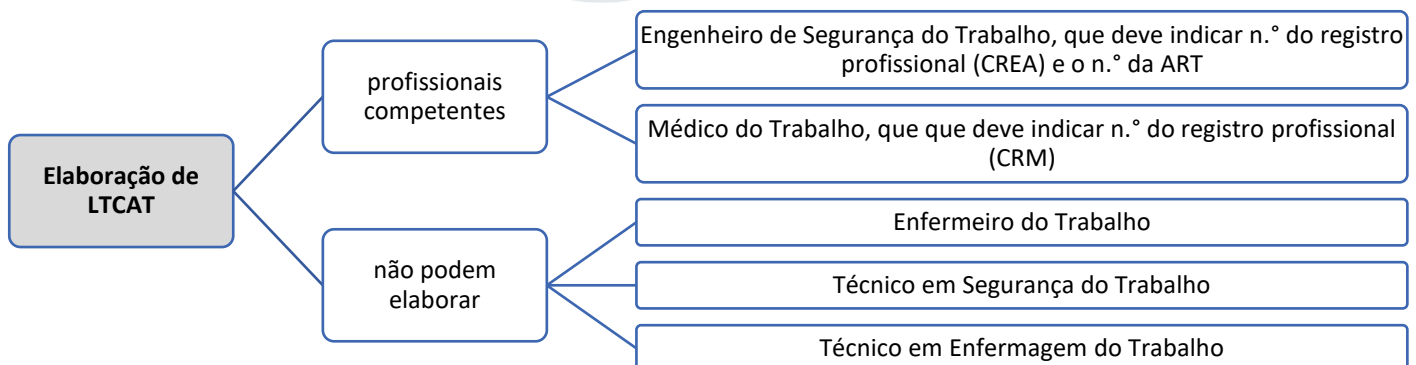 Elaboração de
LTCAT
profissionais
competentes
Engenheiro de Segurança do Trabalho, que deve indicar n.° do registro
profissional (CREA) e o n.° da ART
Médico do Trabalho, que que deve indicar n.° do registro profissional
(CRM)
não podem
elaborar
Enfermeiro do Trabalho
Técnico em Segurança do Trabalho
Técnico em Enfermagem do Trabalho